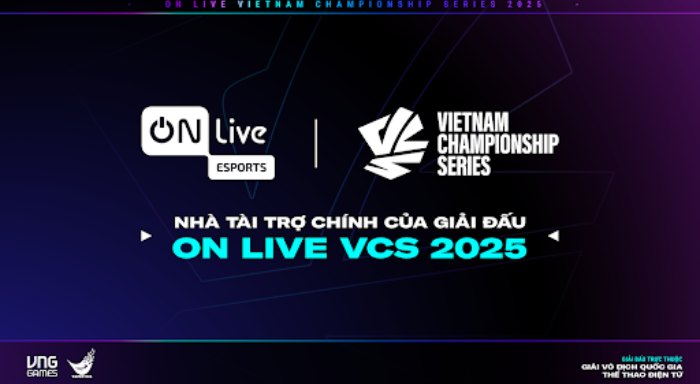 ON LIVE VIETNAM CHAMPIONSHIP SERIES 2025
ON Live
ESPORTS
VIETNAM
CHAMPIONSHIP
SERIES
NHÀ TÀI TRỢ CHÍNH CỦA GIẢI ĐẤU
ON LIVE VCS 2025
VNG
GAMES
GIẢI ĐẤU TRỰC THUỘC
GIẢI VÔ ĐỊCH QUỐC GIA
THỂ THAO ĐIỆN TỬ